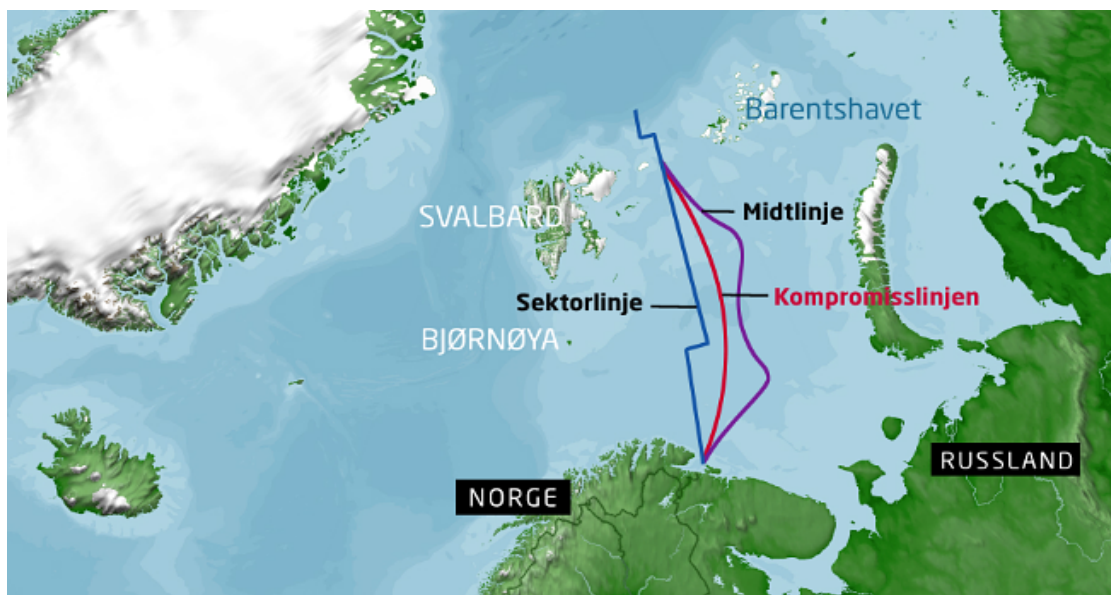 Barentshavet
SVALBARD
Midtlinje
Sektorlinje
Kompromisslinjen
BJØRNØYA
RUSSLAND
NORGE